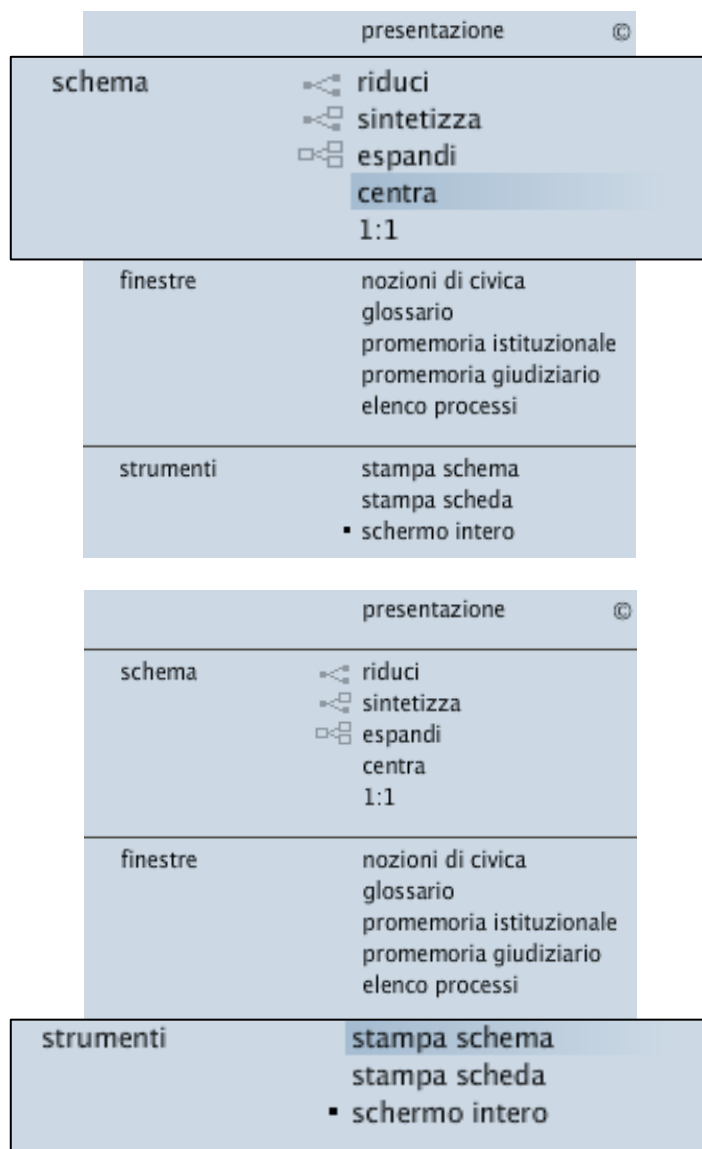 presentazione ©
schema riduci
sintetizza
espandi
centra
1:1
finestre nozioni di civica
glossario
promemoria istituzionale
promemoria giudiziario
elenco processi
strumenti stampa schema
stampa scheda
▪ schermo intero
presentazione ©
schema riduci
sintetizza
espandi
centra
1:1
finestre nozioni di civica
glossario
promemoria istituzionale
promemoria giudiziario
elenco processi
strumenti stampa schema
stampa scheda
▪ schermo intero